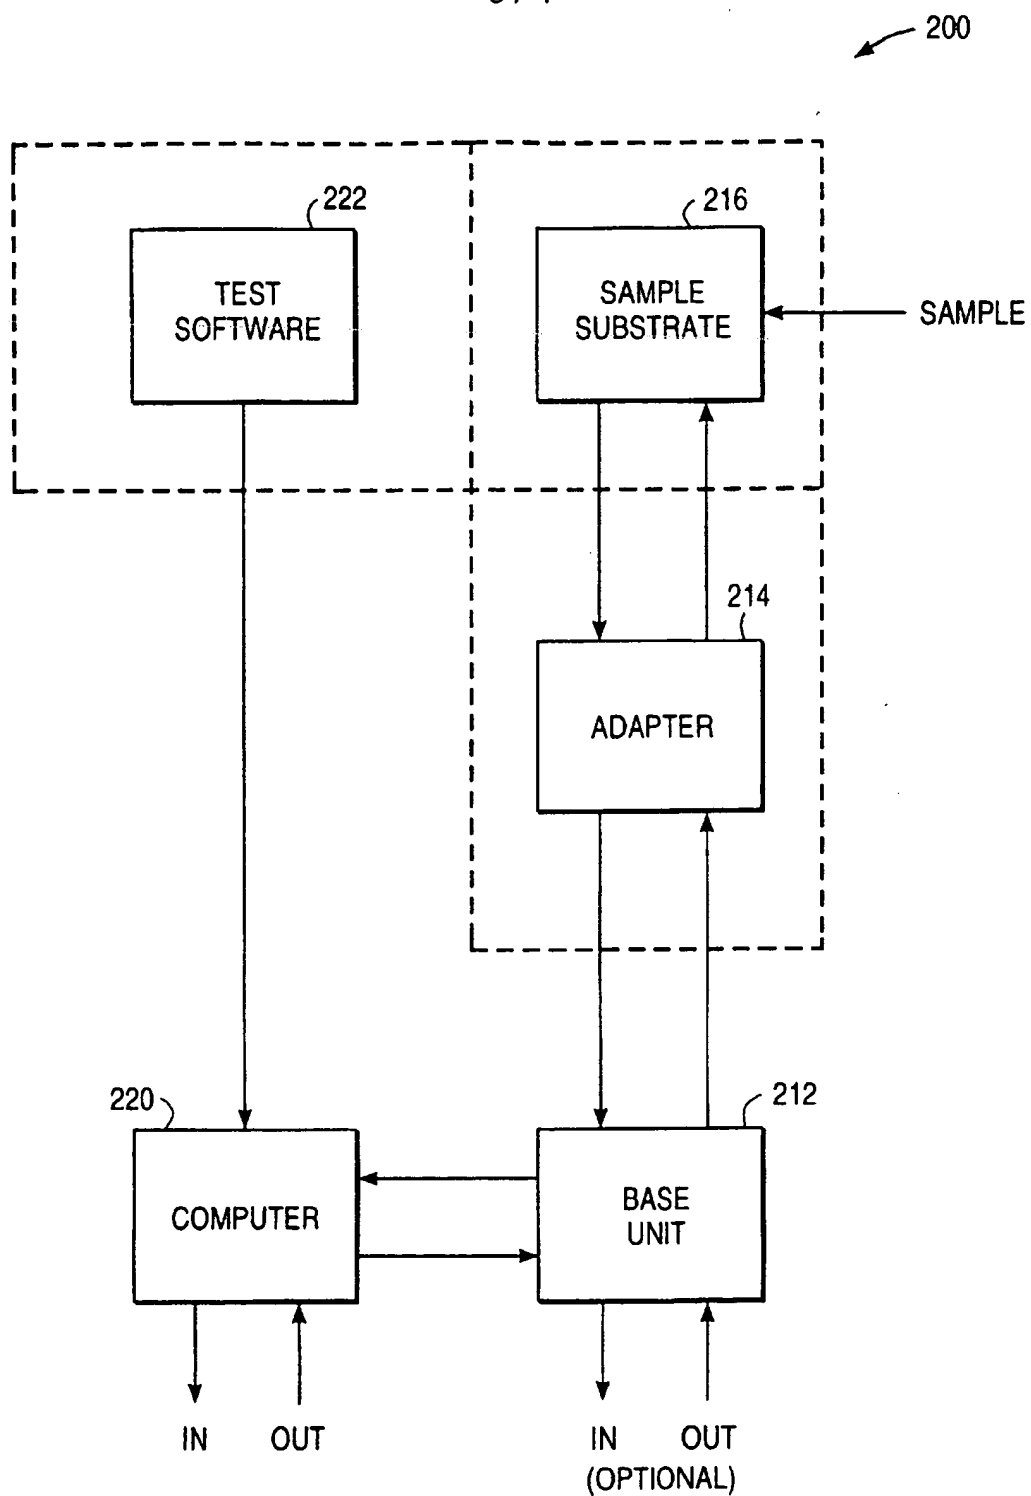 200
222
216
TEST
SOFTWARE
SAMPLE
SUBSTRATE
SAMPLE
214
ADAPTER
220
212
COMPUTER
BASE
UNIT
IN OUT
IN OUT
(OPTIONAL)